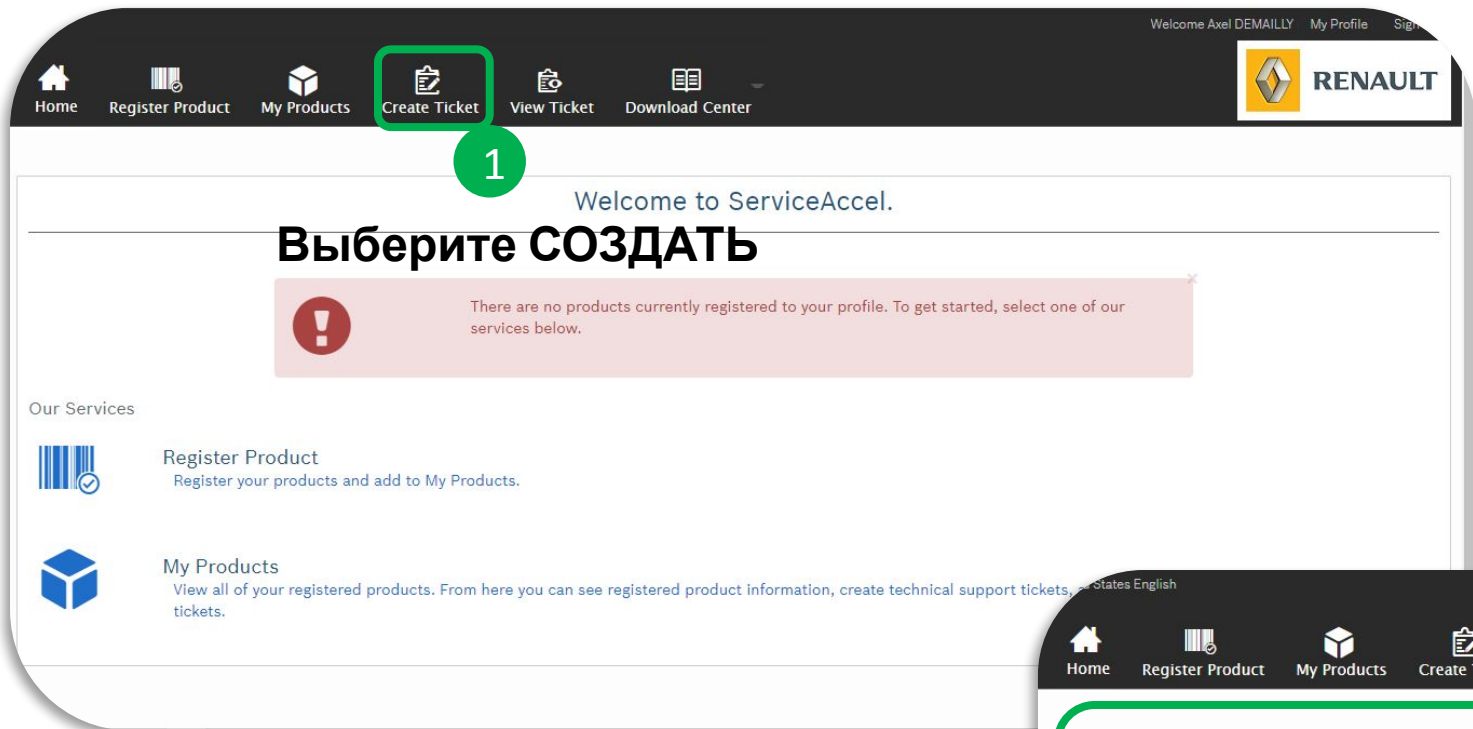 Welcome Axel DEMAILLY My Profile
RENAULT
Home Register Product My Products Create Ticket View Ticket Download Center
1
Welcome to ServiceAccel.
Выберите СОЗДАТЬ
There are no products currently registered to your profile. To get started, select one of our
services below.
Our Services
Register Product
Register your products and add to My Products.
My Products
View all of your registered products. From here you can see registered product information, create technical support tickets,
tickets.
States English
Home Register Product My Products Create